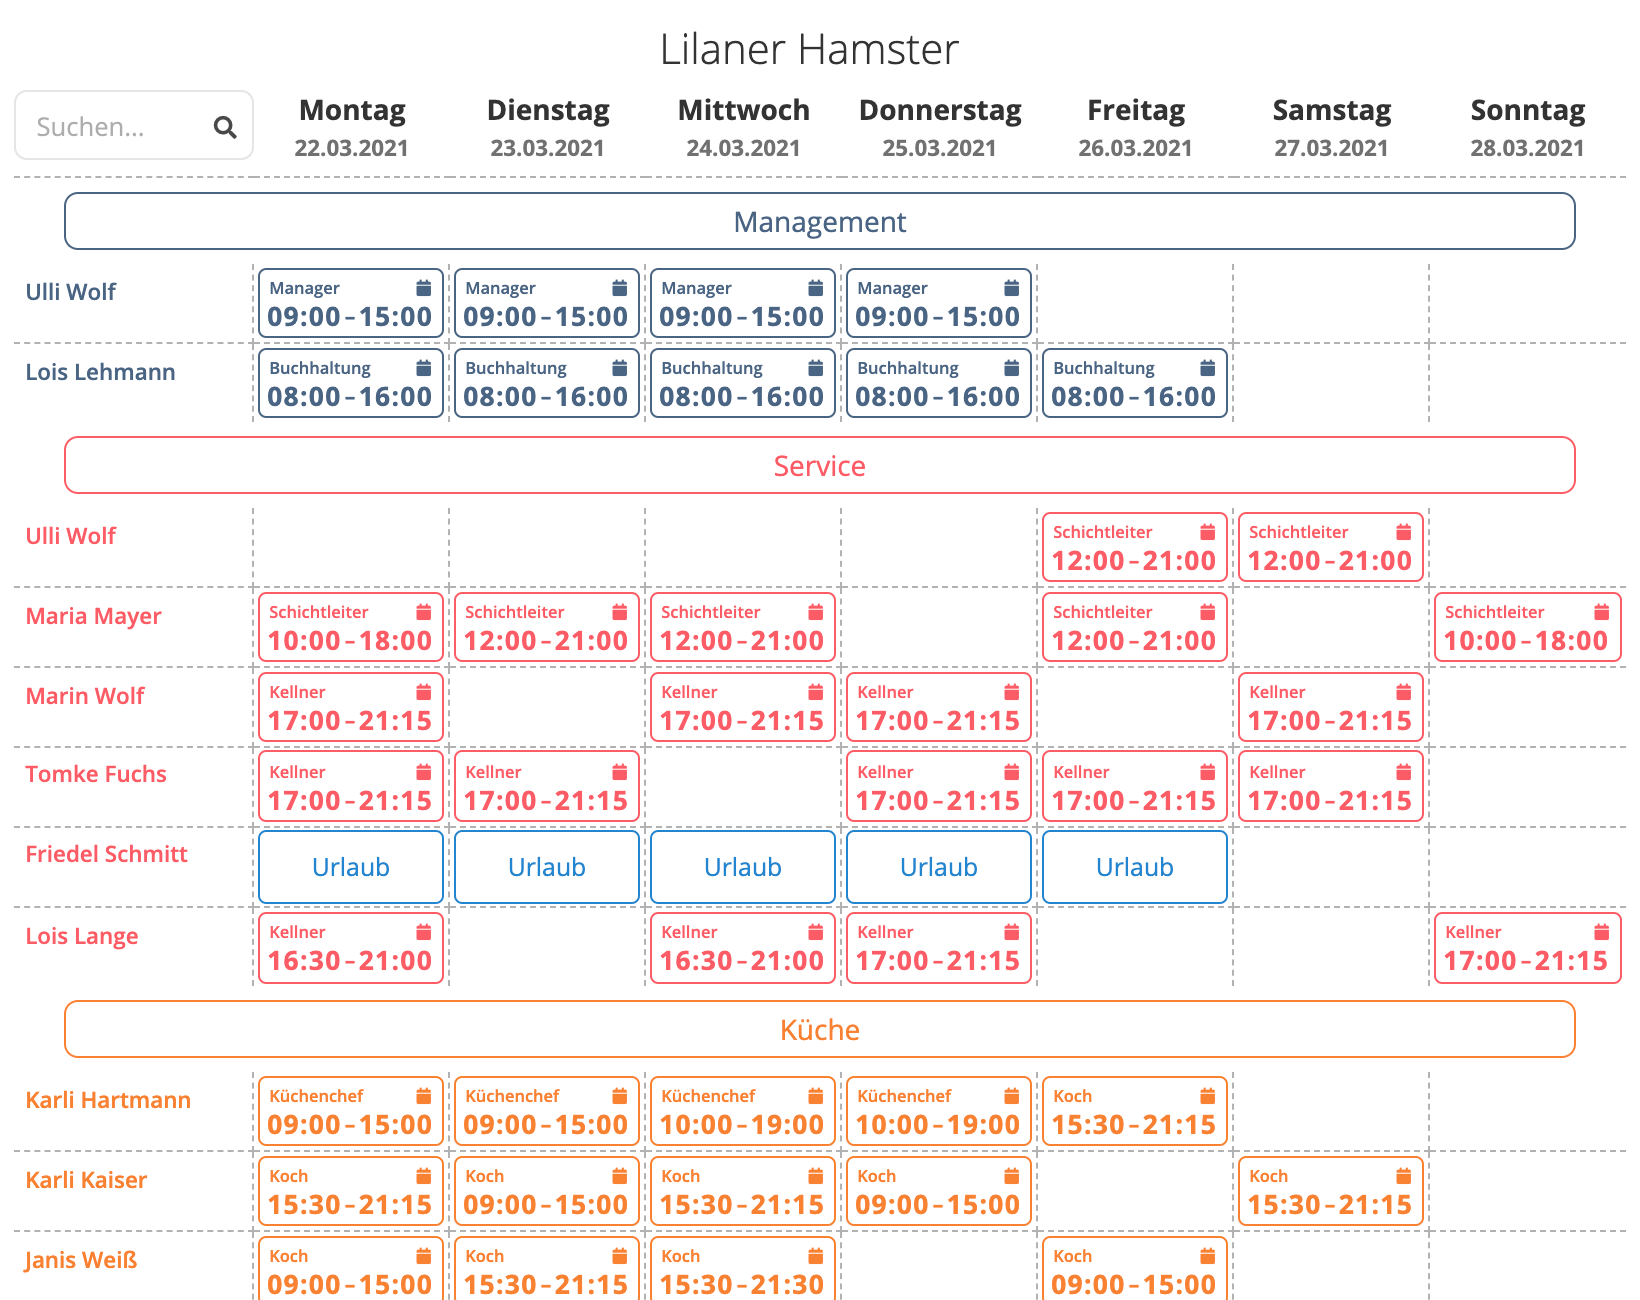 Lilaner Hamster
Suchen... Montag Dienstag Mittwoch Donnerstag Freitag Samstag Sonntag
22.03.2021 23.03.2021 24.03.2021 25.03.2021 26.03.2021 27.03.2021 28.03.2021
Management
Ulli Wolf Manager Manager Manager Manager
09:00–15:00 09:00–15:00 09:00–15:00 09:00–15:00
Lois Lehmann Buchhaltung Buchhaltung Buchhaltung Buchhaltung Buchhaltung
08:00–16:00 08:00–16:00 08:00–16:00 08:00–16:00 08:00–16:00
Service
Ulli Wolf Schichtleiter Schichtleiter
12:00–21:00 12:00–21:00
Maria Mayer Schichtleiter Schichtleiter Schichtleiter Schichtleiter Schichtleiter
10:00–18:00 12:00–21:00 12:00–21:00 12:00–21:00 10:00–18:00
Marin Wolf Kellner Kellner Kellner Kellner
17:00–21:15 17:00–21:15 17:00–21:15 17:00–21:15
Tomke Fuchs Kellner Kellner Kellner Kellner Kellner
17:00–21:15 17:00–21:15 17:00–21:15 17:00–21:15 17:00–21:15
Friedel Schmitt Urlaub Urlaub Urlaub Urlaub Urlaub
Lois Lange Kellner Kellner Kellner Kellner
16:30–21:00 16:30–21:00 17:00–21:15 17:00–21:15
Küche
Karli Hartmann Küchenchef Küchenchef Küchenchef Küchenchef Koch
09:00–15:00 09:00–15:00 10:00–19:00 10:00–19:00 15:30–21:15
Karli Kaiser Koch Koch Koch Koch Koch
15:30–21:15 09:00–15:00 15:30–21:15 09:00–15:00 15:30–21:15
Janis Weiß Koch Koch Koch Koch
09:00–15:00 15:30–21:15 15:30–21:30 09:00–15:00